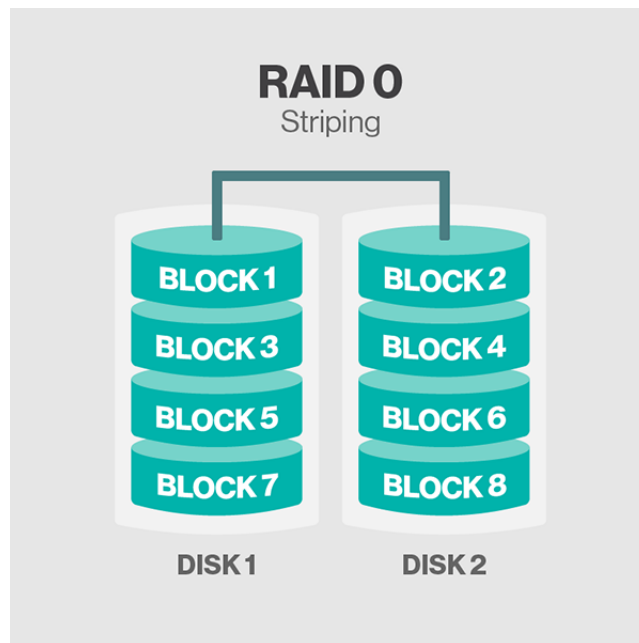 RAID 0
Striping
BLOCK 1
BLOCK 2
BLOCK 3
BLOCK 4
BLOCK 5
BLOCK 6
BLOCK 7
BLOCK 8
DISK 1
DISK 2